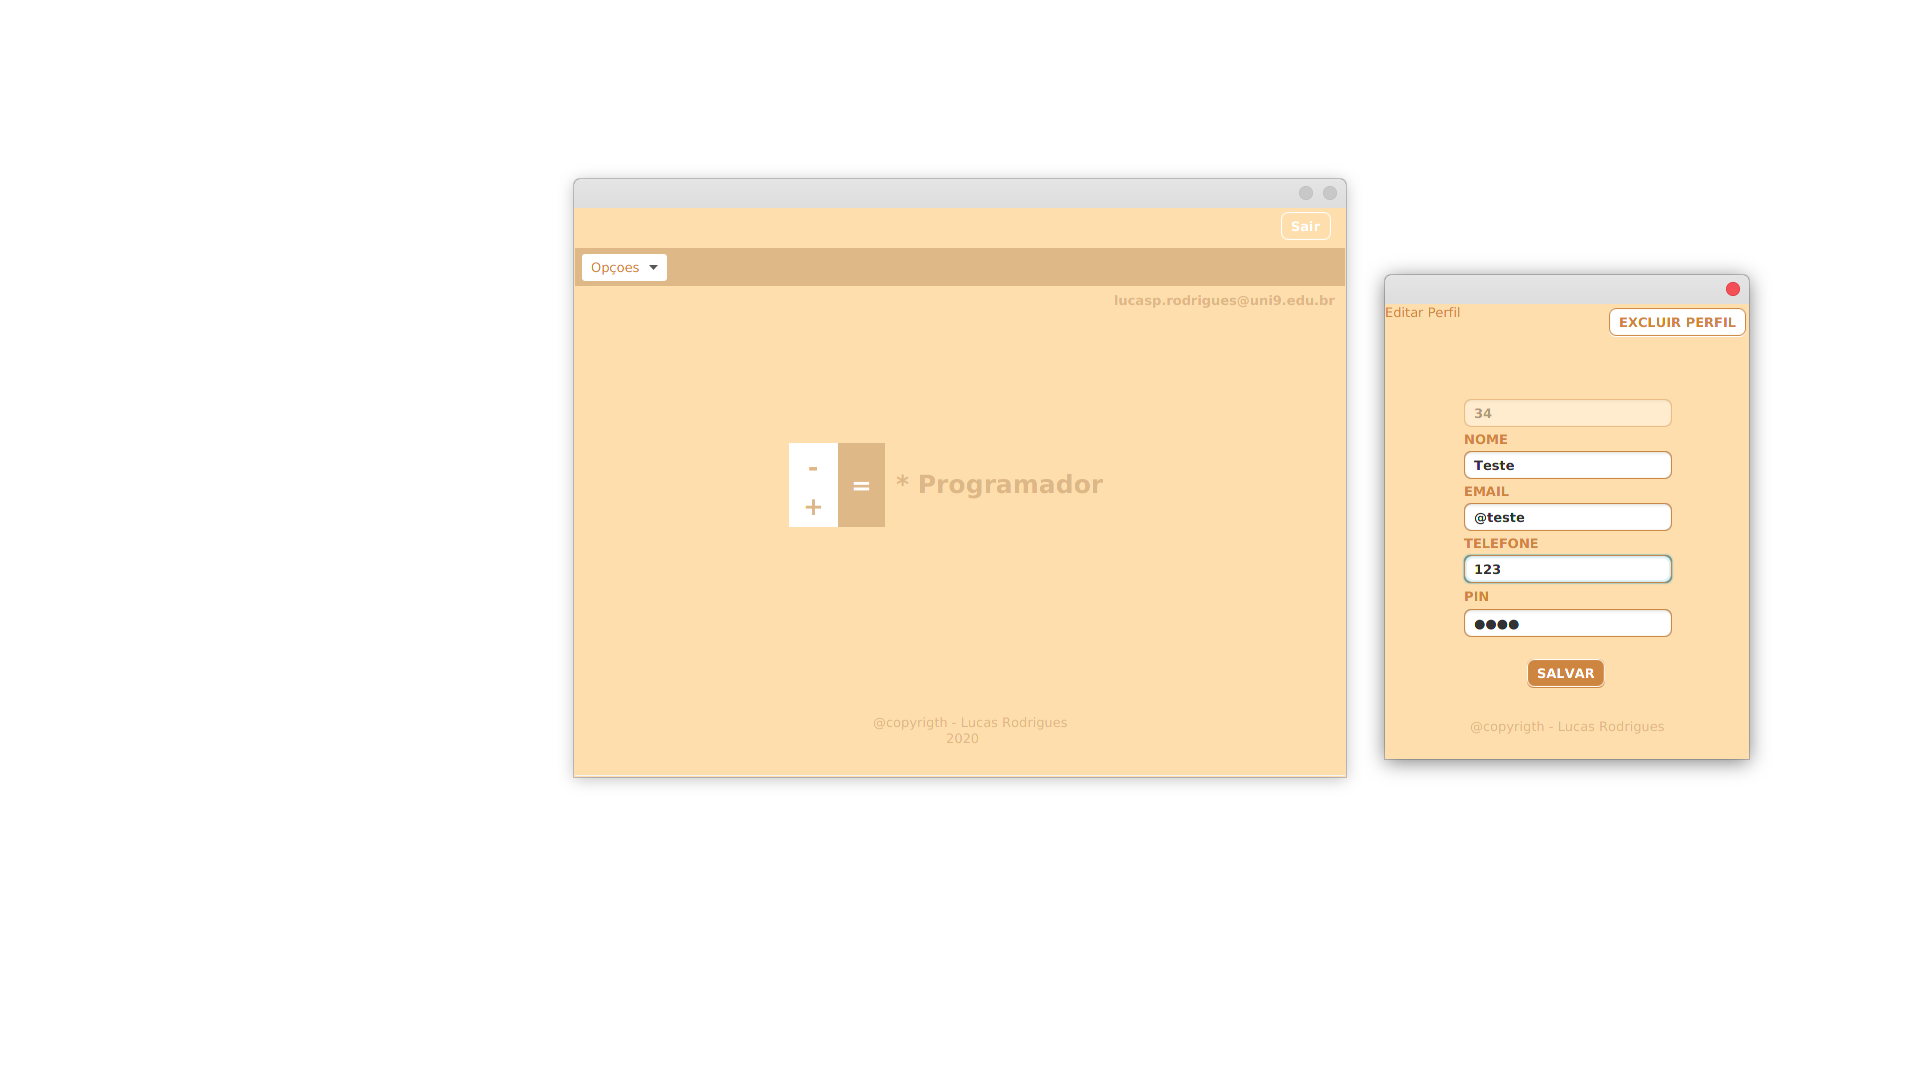 Sair
Opçoes
lucasp.rodrigues@uni9.edu.br
-
+
=
* Programador
@copyrigth - Lucas Rodrigues
2020
Editar Perfil
EXCLUIR PERFIL
34
NOME
Teste
EMAIL
@teste
TELEFONE
123
PIN
●●●●
SALVAR
@copyrigth - Lucas Rodrigues